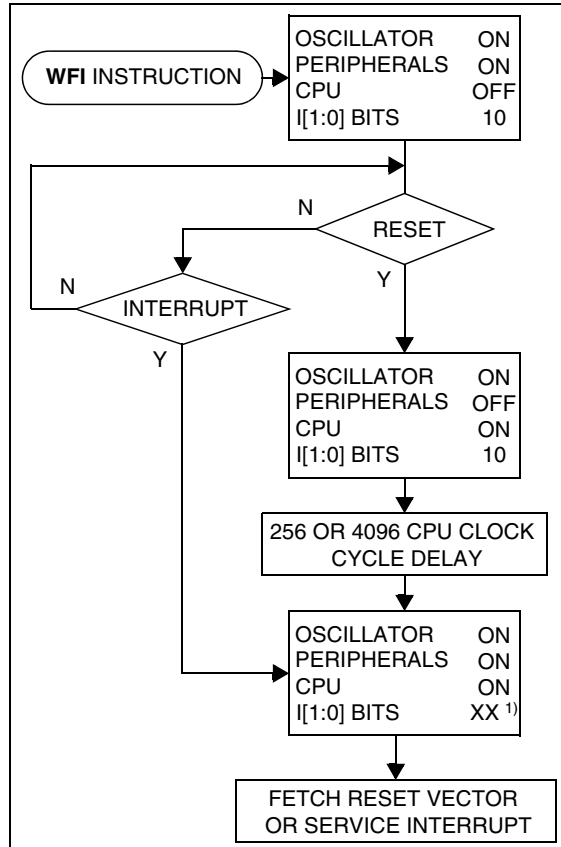 WFI INSTRUCTION
OSCILLATOR ON
PERIPHERALS ON
CPU OFF
I[1:0] BITS 10
N
RESET
Y
N
INTERRUPT
Y
OSCILLATOR ON
PERIPHERALS OFF
CPU ON
I[1:0] BITS 10
256 OR 4096 CPU CLOCK
CYCLE DELAY
OSCILLATOR ON
PERIPHERALS ON
CPU ON
I[1:0] BITS XX 1)
FETCH RESET VECTOR
OR SERVICE INTERRUPT